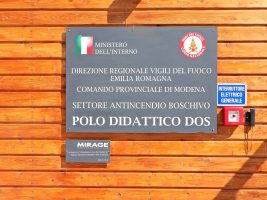 MINISTERO
DELL'INTERNO
DIREZIONE REGIONALE VIGILI DEL FUOCO
EMILIA ROMAGNA
COMANDO PROVINCIALE DI MODENA
SETTORE ANTINCENDIO BOSCHIVO
POLO DIDATTICO DOS
INTERRUTTORE
ELETTRICO
GENERALE
MIRAGE